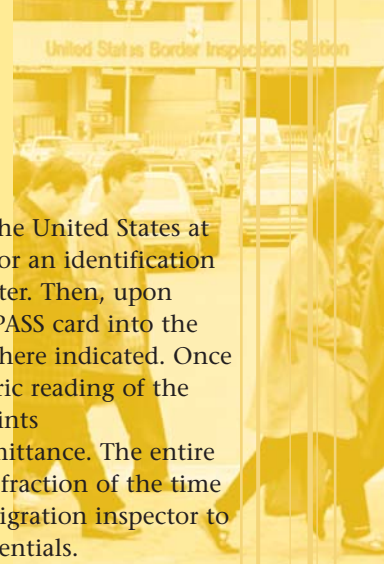 United States Border Inspection Station
he United States at
or an identification
ter. Then, upon
PASS card into the
here indicated. Once
ric reading of the
ints
mittance. The entire
fraction of the time
igration inspector to
entials.